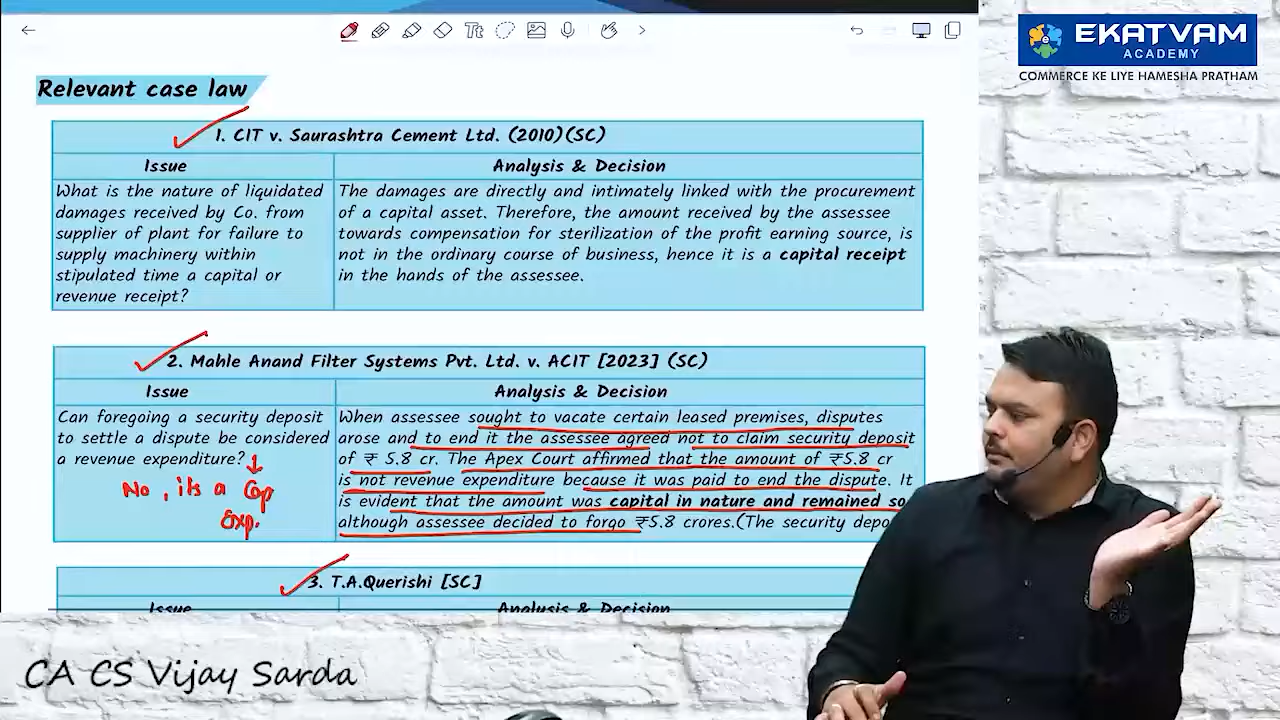 EKATVAM
ACADEMY
COMMERCE KE LIYE HAMESHA PRATHAM
Tt
Relevant case law
1. CIT v. Saurashtra Cement Ltd. (2010)(SC)
Issue
Analysis & Decision
What is the nature of liquidated
damages received by Co. from
supplier of plant for failure to
supply machinery within
stipulated time a capital or
revenue receipt?
The damages are directly and intimately linked with the procurement
of a capital asset. Therefore, the amount received by the assessee
towards compensation for sterilization of the profit earning source, is
not in the ordinary course of business, hence it is a capital receipt
in the hands of the assessee.
2. Mahle Anand Filter Systems Pvt. Ltd. v. ACIT [2023] (SC)
Issue
Analysis & Decision
Can foregoing a security deposit
to settle a dispute be considered
a revenue expenditure?
No, its a Cap
Exp.
When assessee sought to vacate certain leased premises, disputes
arose and to end it the assessee agreed not to claim security deposit
of ₹ 5.8 cr. The Apex Court affirmed that the amount of ₹5.8 cr
is not revenue expenditure because it was paid to end the dispute. It
is evident that the amount was capital in nature and remained so
although assessee decided to forgo ₹5.8 crores.(The security depo
3. T.A.Querishi [SC]
Issue
Analysis & Decision
CA CS Vijay Sarda